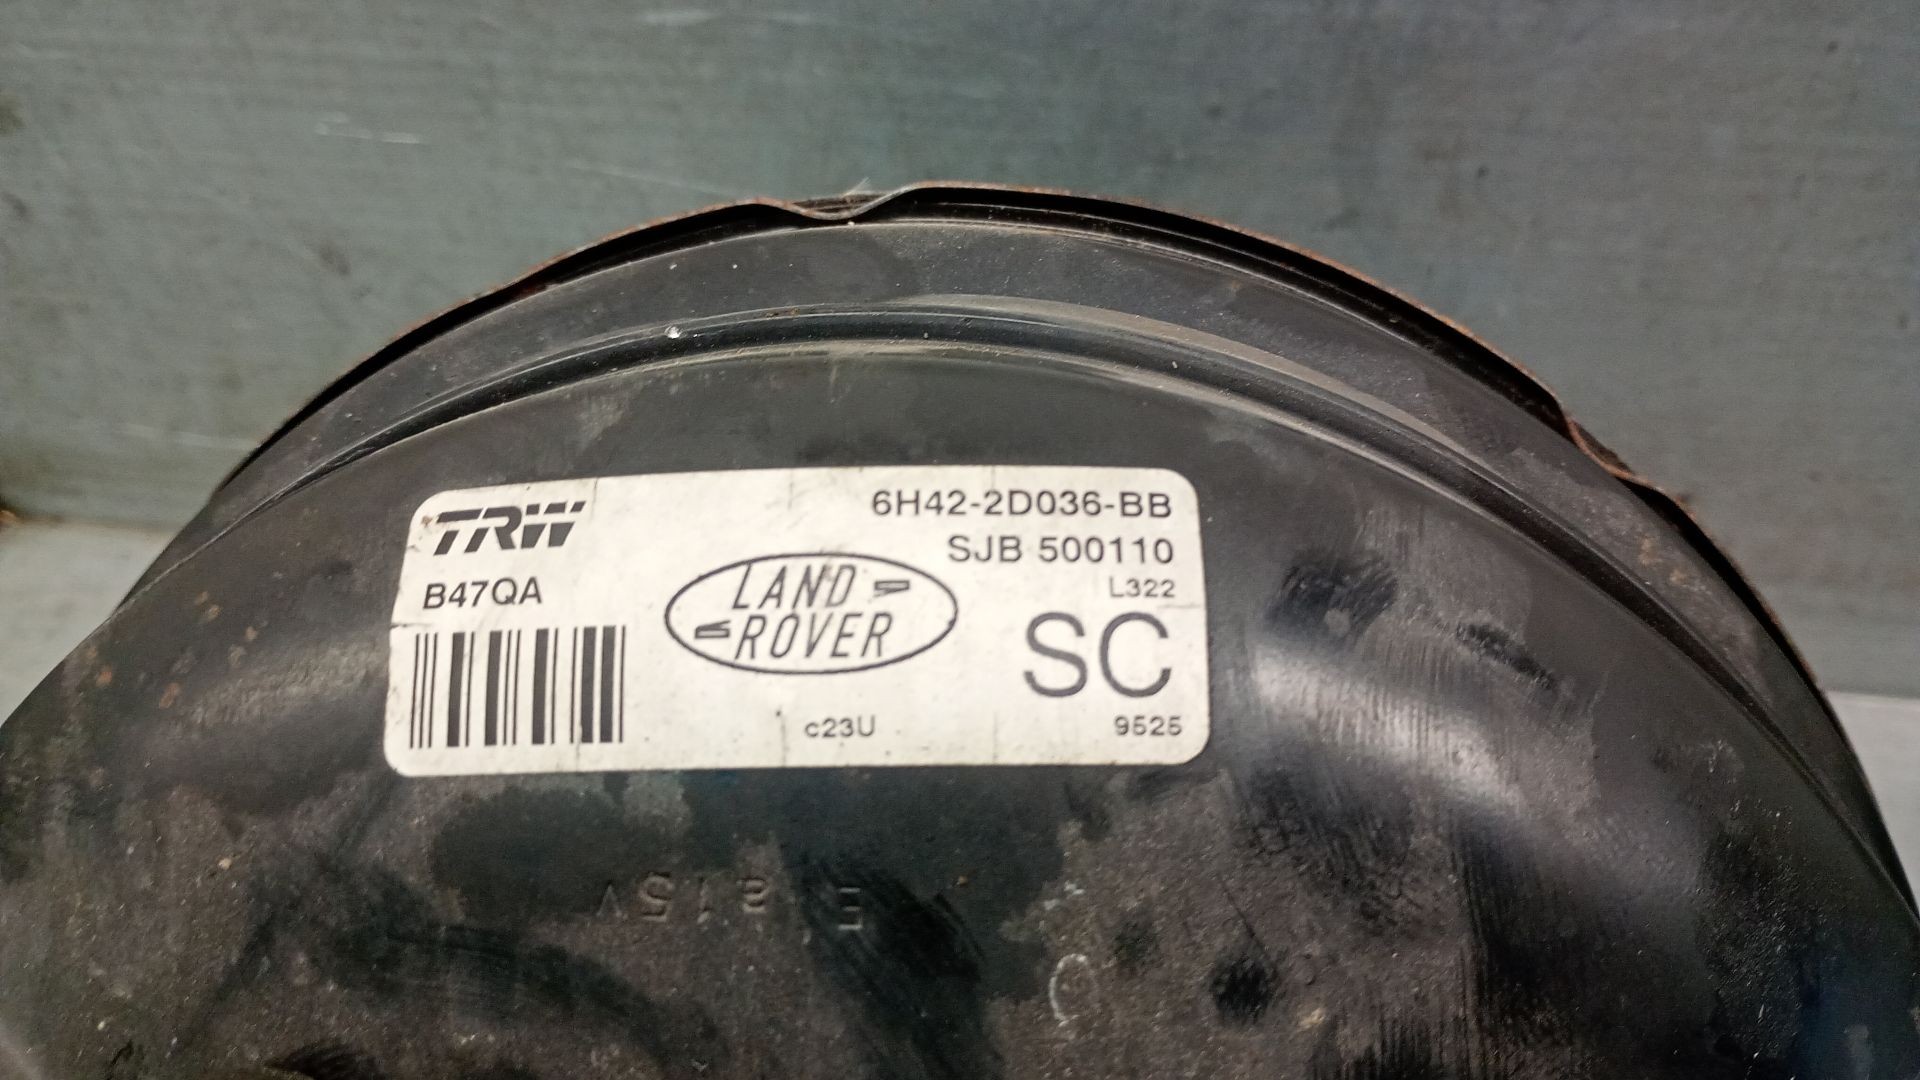 TRW
6H42-2D036-BB
SJB 500110
B47QA
LAND
ROVER
L322
SC
c23U
9525